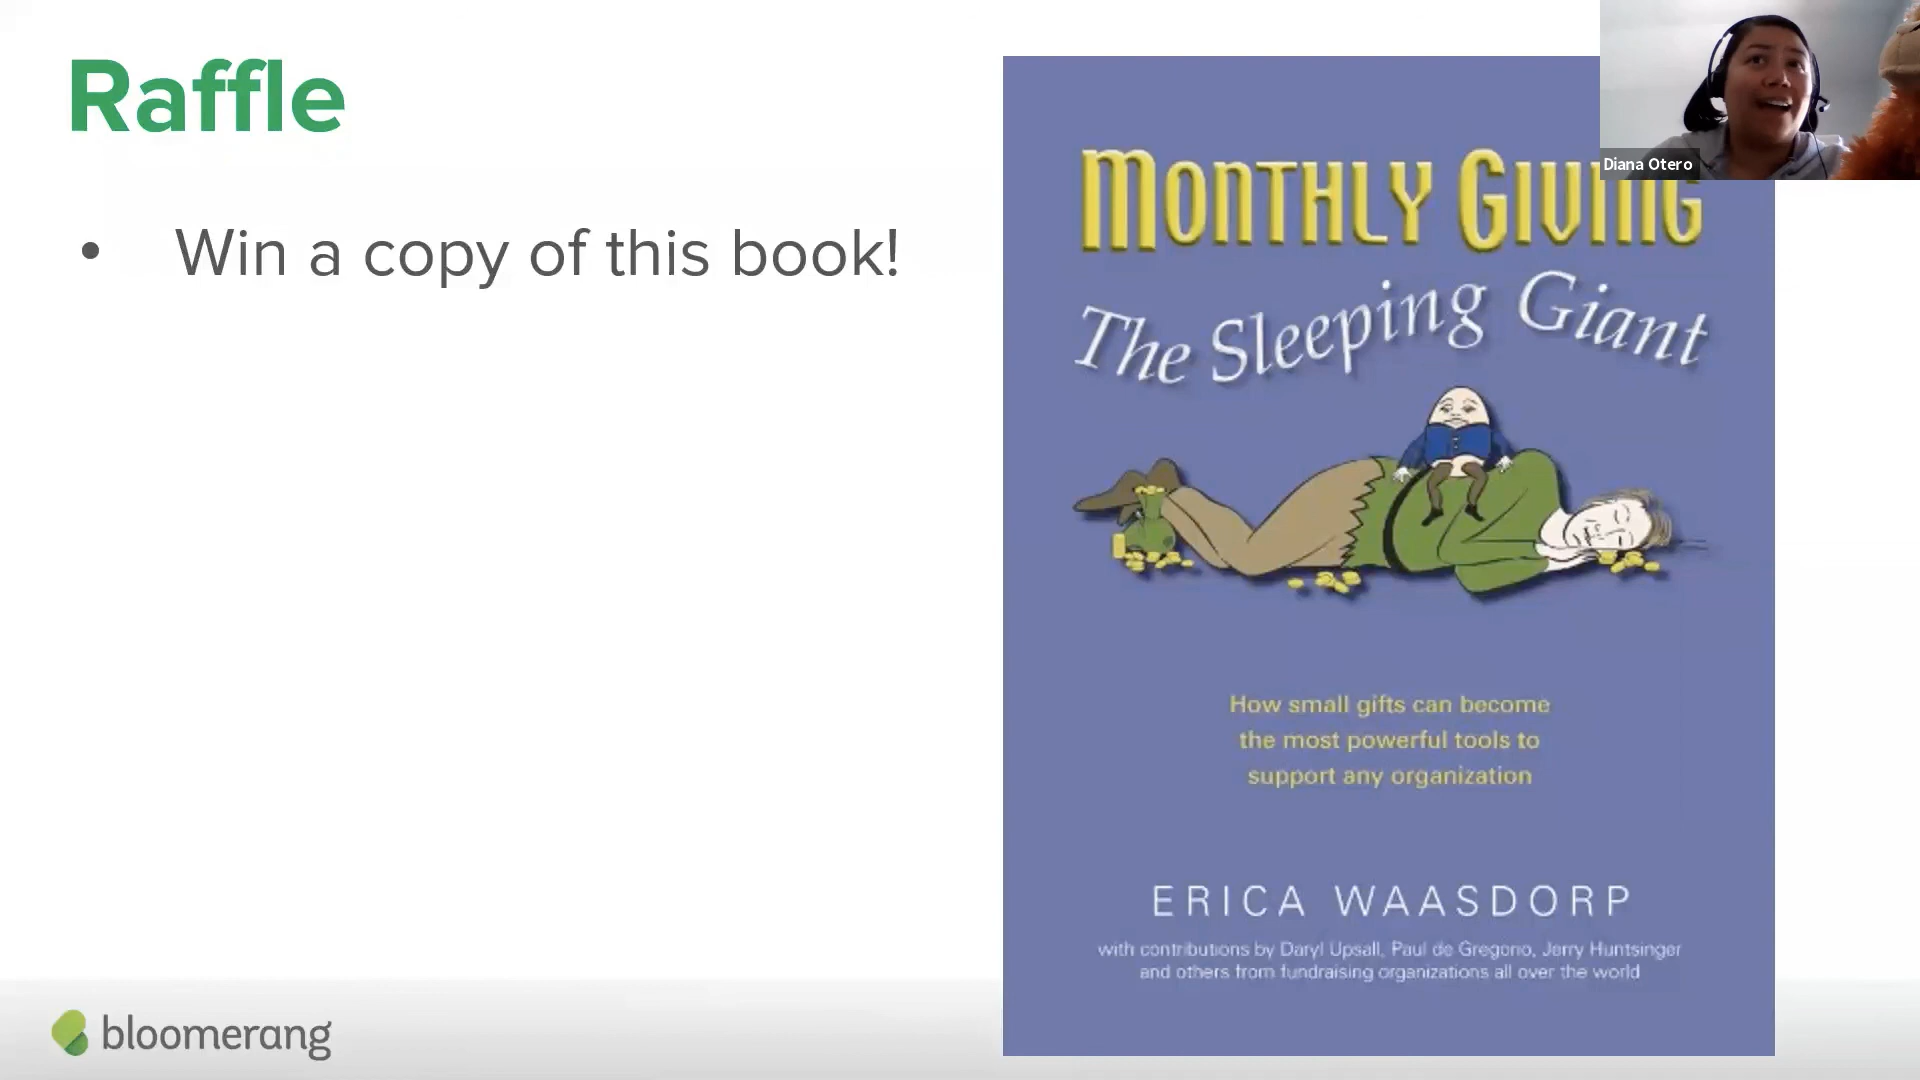 Raffle
• Win a copy of this book!
Diana Otero
MONTHLY GIVING
The Sleeping Giant
How small gifts can become
the most powerful tools to
support any organization
ERICA WAASDORP
with contributions by Daryl Upsall, Paul de Gregorio, Jerry Huntsinger
and others from fundraising organizations all over the world
bloomerang